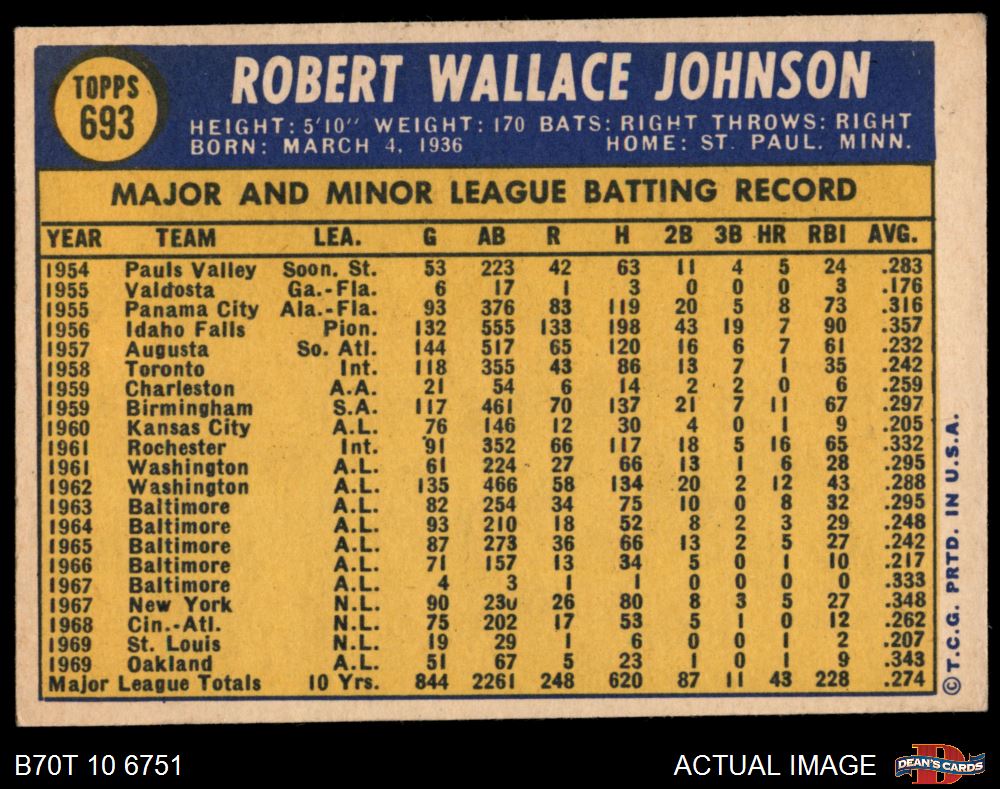 TOPPS
693
ROBERT WALLACE JOHNSON
HEIGHT: 5'10" WEIGHT: 170 BATS: RIGHT THROWS: RIGHT
BORN: MARCH 4, 1936 HOME: ST. PAUL, MINN.
MAJOR AND MINOR LEAGUE BATTING RECORD
YEAR TEAM LEA. G AB R H 2B 3B HR RBI AVG.
1954 Pauls Valley Soon. St. 53 223 42 63 11 4 5 24 .283
1955 Valdosta Ga.-Fla. 6 17 1 3 0 0 0 3 .176
1955 Panama City Ala.-Fla. 93 376 83 119 20 5 8 73 .316
1956 Idaho Falls Pion. 132 555 133 198 43 19 7 90 .357
1957 Augusta So. Atl. 144 517 65 120 16 6 7 61 .232
1958 Toronto Int. 118 355 43 86 13 7 1 35 .242
1959 Charleston A.A. 21 54 6 14 2 2 0 6 .259
1959 Birmingham S.A. 117 461 70 137 21 7 11 67 .297
1960 Kansas City A.L. 76 146 12 30 4 0 1 9 .205
1961 Rochester Int. 91 352 66 117 18 5 16 65 .332
1961 Washington A.L. 61 224 27 66 13 1 6 28 .295
1962 Washington A.L. 135 466 58 134 20 2 12 43 .288
1963 Baltimore A.L. 82 254 34 75 10 0 8 32 .295
1964 Baltimore A.L. 93 210 18 52 8 2 3 29 .248
1965 Baltimore A.L. 87 273 36 66 13 2 5 27 .242
1966 Baltimore A.L. 71 157 13 34 5 0 1 10 .217
1967 Baltimore A.L. 4 3 1 1 0 0 0 0 .333
1967 New York N.L. 90 230 26 80 8 3 5 27 .348
1968 Cin.-Atl. N.L. 75 202 17 53 5 1 0 12 .262
1969 St. Louis N.L. 19 29 1 6 0 0 1 2 .207
1969 Oakland A.L. 51 67 5 23 1 0 1 9 .343
Major League Totals 10 Yrs. 844 2261 248 620 87 11 43 228 .274
© T.C.G. PRTD. IN U.S.A.
B70T 10 6751
ACTUAL IMAGE
D
DEAN'S CARDS